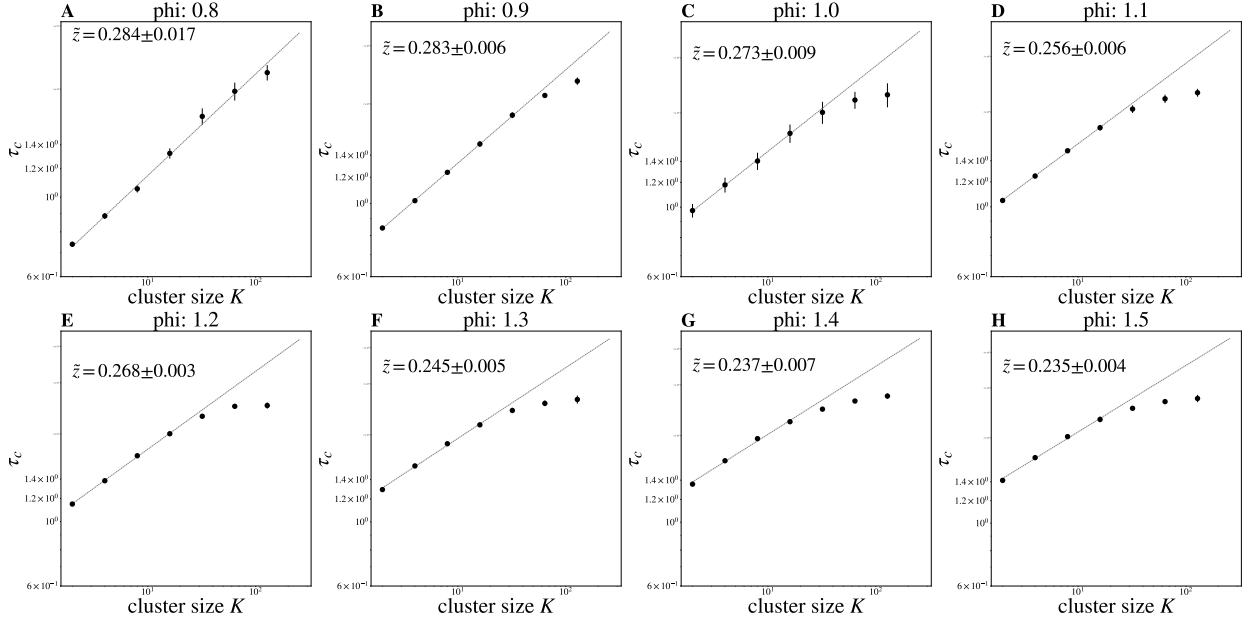 A
phi: 0.8
z̃ = 0.284±0.017
τc
1.4 × 10⁰
1.2 × 10⁰
10⁰
6 × 10⁻¹
10¹
10²
cluster size K
B
phi: 0.9
z̃ = 0.283±0.006
τc
1.4 × 10⁰
1.2 × 10⁰
10⁰
6 × 10⁻¹
10¹
10²
cluster size K
C
phi: 1.0
z̃ = 0.273±0.009
τc
1.4 × 10⁰
1.2 × 10⁰
10⁰
6 × 10⁻¹
10¹
10²
cluster size K
D
phi: 1.1
z̃ = 0.256±0.006
τc
1.4 × 10⁰
1.2 × 10⁰
10⁰
6 × 10⁻¹
10¹
10²
cluster size K
E
phi: 1.2
z̃ = 0.268±0.003
τc
1.4 × 10⁰
1.2 × 10⁰
10⁰
6 × 10⁻¹
10¹
10²
cluster size K
F
phi: 1.3
z̃ = 0.245±0.005
τc
1.4 × 10⁰
1.2 × 10⁰
10⁰
6 × 10⁻¹
10¹
10²
cluster size K
G
phi: 1.4
z̃ = 0.237±0.007
τc
1.4 × 10⁰
1.2 × 10⁰
10⁰
6 × 10⁻¹
10¹
10²
cluster size K
H
phi: 1.5
z̃ = 0.235±0.004
τc
1.4 × 10⁰
1.2 × 10⁰
10⁰
6 × 10⁻¹
10¹
10²
cluster size K